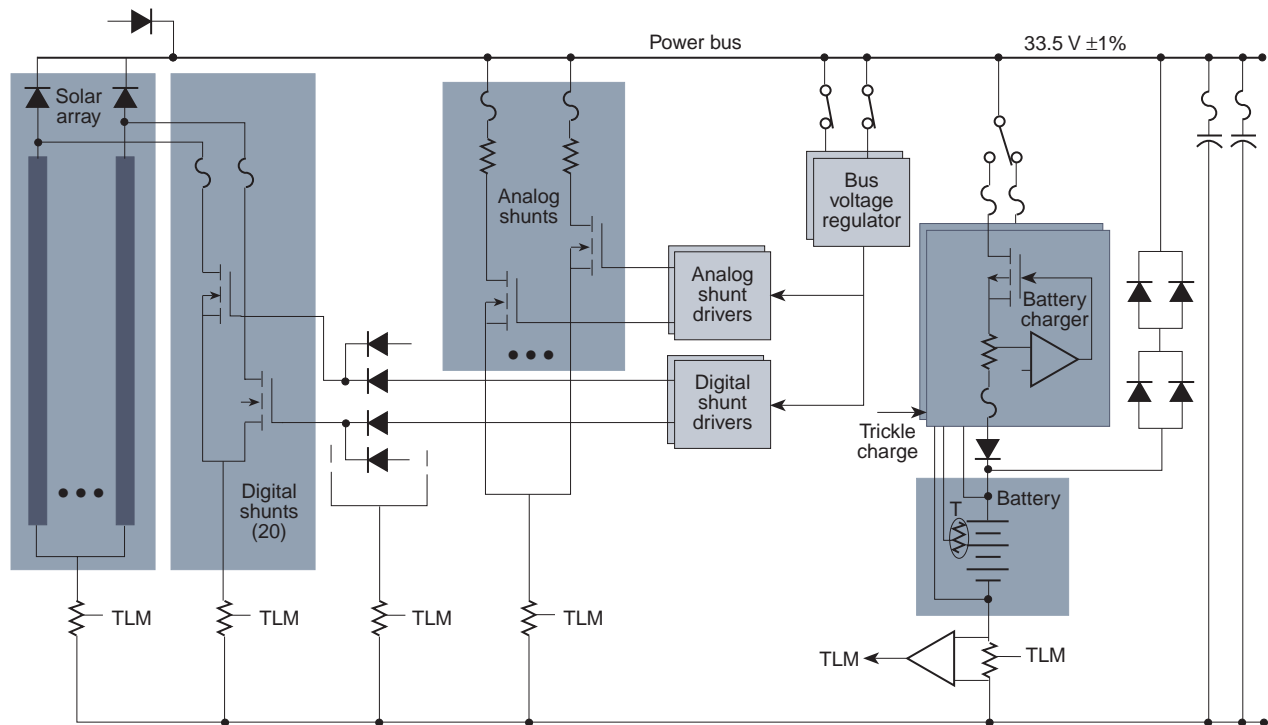 Power bus
33.5 V ±1%
Solar
array
Analog
shunts
Bus
voltage
regulator
Analog
shunt
drivers
Battery
charger
Digital
shunt
drivers
Trickle
charge
Digital
shunts
(20)
Battery
T
TLM
TLM
TLM
TLM
TLM
TLM